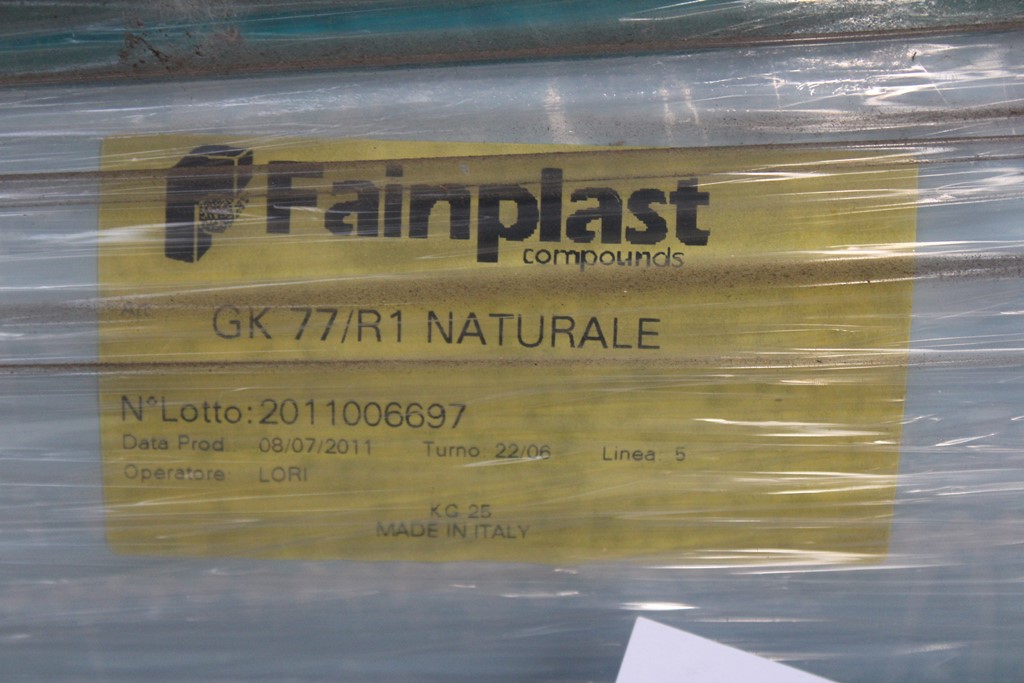 Fainplast
compounds
Art.
GK 77/R1 NATURALE
N°Lotto: 2011006697
Data Prod. 08/07/2011 Turno 22/06 Linea 5
Operatore LORI
KG 25
MADE IN ITALY